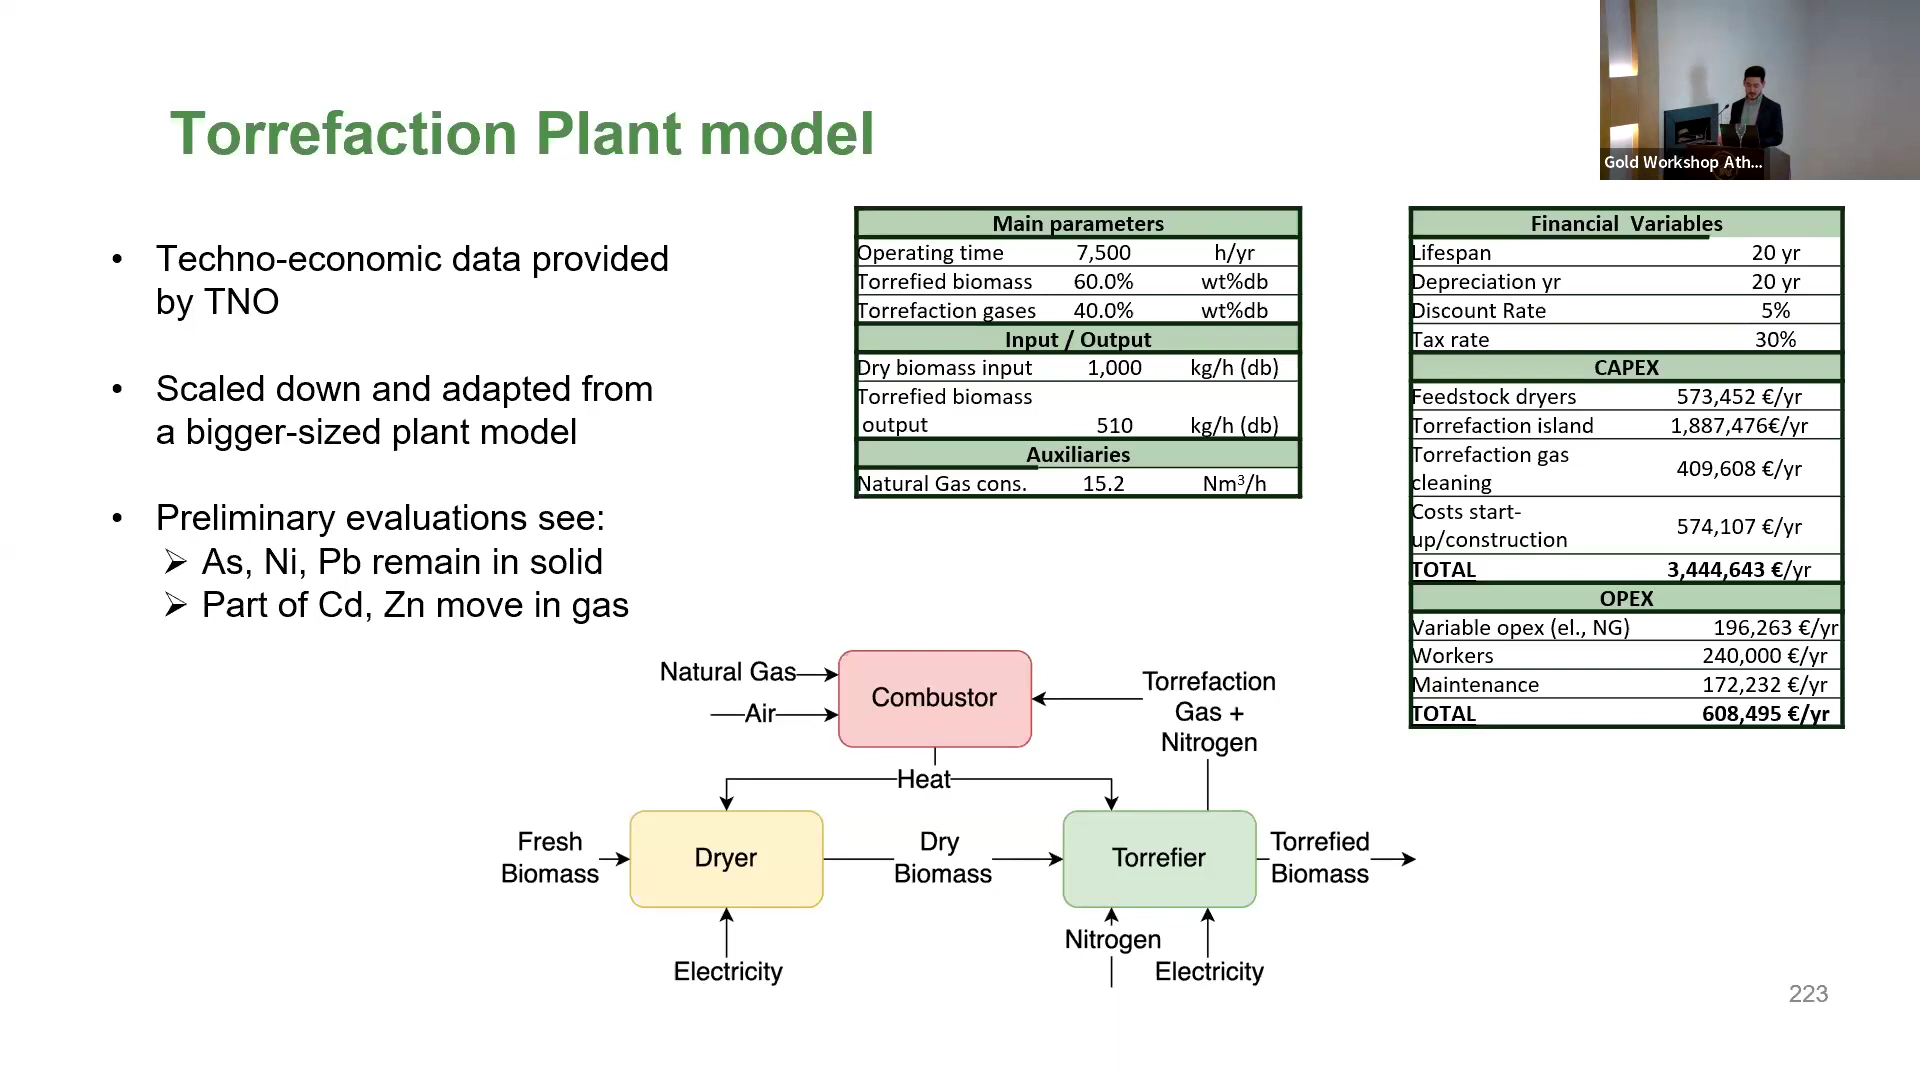 Torrefaction Plant model
Gold Workshop Ath...
• Techno-economic data provided
by TNO
• Scaled down and adapted from
a bigger-sized plant model
• Preliminary evaluations see:
➢ As, Ni, Pb remain in solid
➢ Part of Cd, Zn move in gas
Main parameters
Operating time 7,500 h/yr
Torrefied biomass 60.0% wt%db
Torrefaction gases 40.0% wt%db
Input / Output
Dry biomass input 1,000 kg/h (db)
Torrefied biomass
output 510 kg/h (db)
Auxiliaries
Natural Gas cons. 15.2 Nm³/h
Financial Variables
Lifespan 20 yr
Depreciation yr 20 yr
Discount Rate 5%
Tax rate 30%
CAPEX
Feedstock dryers 573,452 €/yr
Torrefaction island 1,887,476€/yr
Torrefaction gas
cleaning 409,608 €/yr
Costs start-
up/construction 574,107 €/yr
TOTAL 3,444,643 €/yr
OPEX
Variable opex (el., NG) 196,263 €/yr
Workers 240,000 €/yr
Maintenance 172,232 €/yr
TOTAL 608,495 €/yr
Natural Gas
Air
Combustor
Torrefaction
Gas +
Nitrogen
Heat
Fresh
Biomass
Dryer
Dry
Biomass
Torrefier
Torrefied
Biomass
Electricity
Nitrogen
Electricity
223